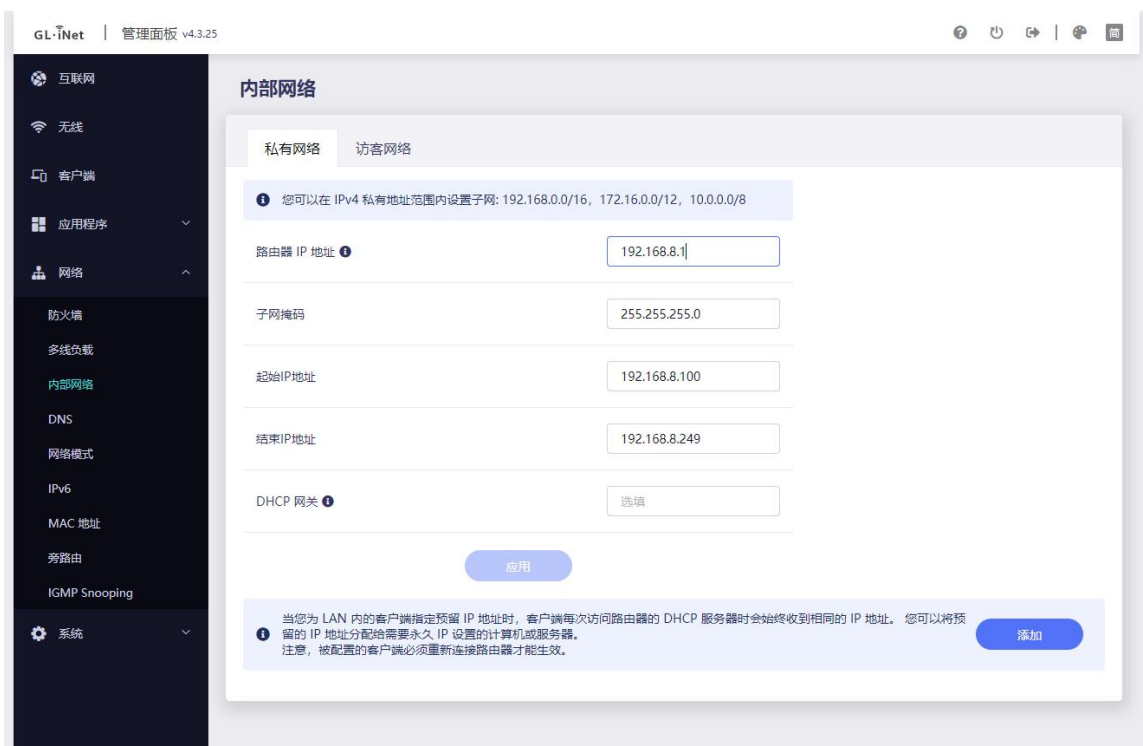 GL·iNet 管理面板 v4.3.25
简
互联网
无线
客户端
应用程序
网络
防火墙
多线负载
内部网络
DNS
网络模式
IPv6
MAC 地址
旁路由
IGMP Snooping
系统
内部网络
私有网络 访客网络
您可以在 IPv4 私有地址范围内设置子网: 192.168.0.0/16，172.16.0.0/12，10.0.0.0/8
路由器 IP 地址 192.168.8.1
子网掩码 255.255.255.0
起始IP地址 192.168.8.100
结束IP地址 192.168.8.249
DHCP 网关 选填
应用
当您为 LAN 内的客户端指定预留 IP 地址时，客户端每次访问路由器的 DHCP 服务器时会始终收到相同的 IP 地址。 您可以将预
留的 IP 地址分配给需要永久 IP 设置的计算机或服务器。
注意，被配置的客户端必须重新连接路由器才能生效。
添加